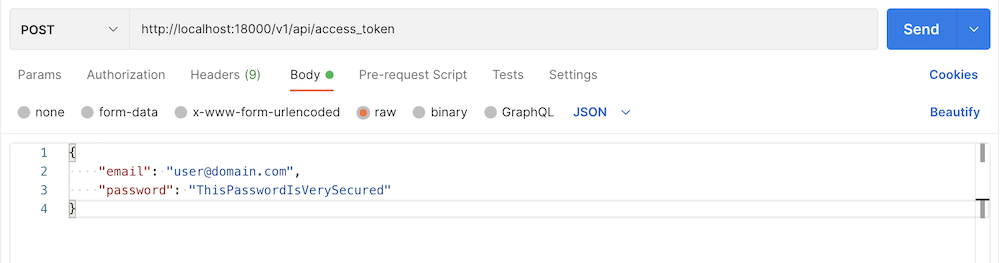 POST http://localhost:18000/v1/api/access_token Send
Params Authorization Headers (9) Body Pre-request Script Tests Settings Cookies
none form-data x-www-form-urlencoded raw binary GraphQL JSON Beautify
1 {
2 "email": "user@domain.com",
3 "password": "ThisPasswordIsVerySecured"
4 }